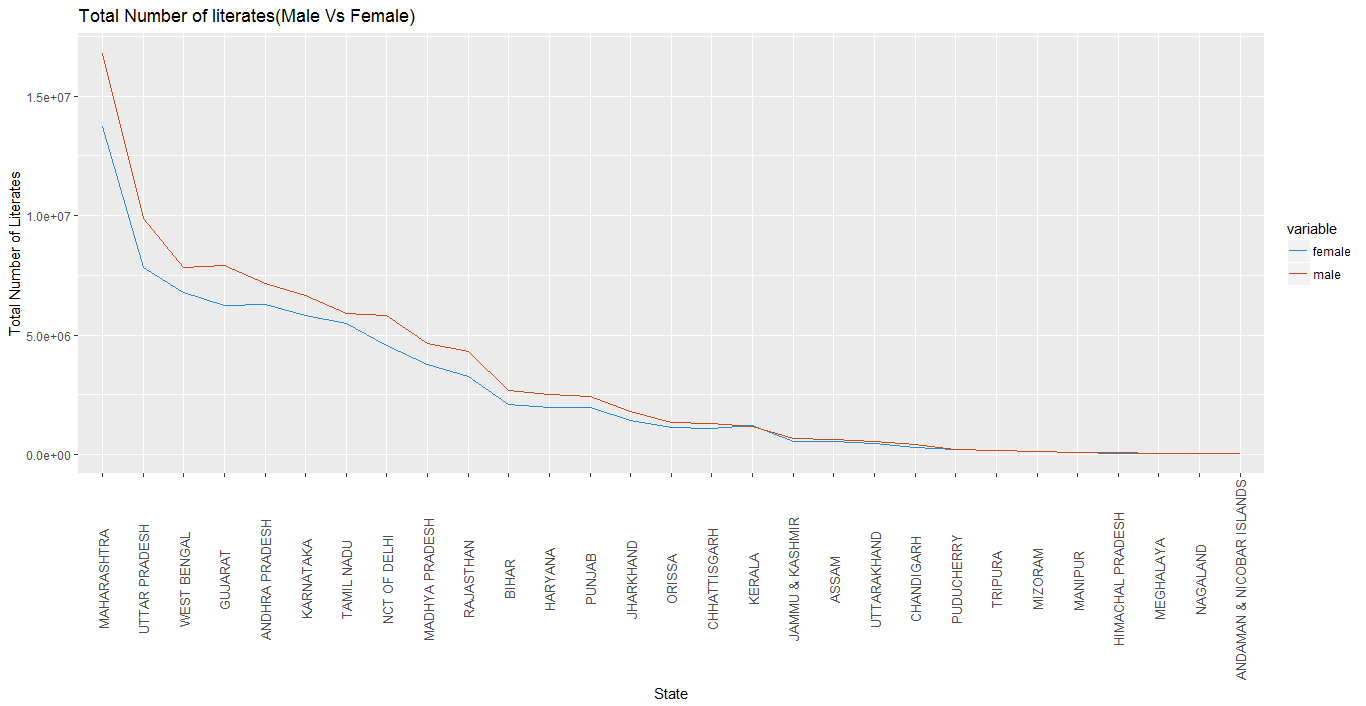 Total Number of literates(Male Vs Female)
1.5e+07
1.0e+07
5.0e+06
0.0e+00
Total Number of Literates
variable
female
male
MAHARASHTRA
UTTAR PRADESH
WEST BENGAL
GUJARAT
ANDHRA PRADESH
KARNATAKA
TAMIL NADU
NCT OF DELHI
MADHYA PRADESH
RAJASTHAN
BIHAR
HARYANA
PUNJAB
JHARKHAND
ORISSA
CHHATTISGARH
KERALA
JAMMU & KASHMIR
ASSAM
UTTARAKHAND
CHANDIGARH
PUDUCHERRY
TRIPURA
MIZORAM
MANIPUR
HIMACHAL PRADESH
MEGHALAYA
NAGALAND
ANDAMAN & NICOBAR ISLANDS
State